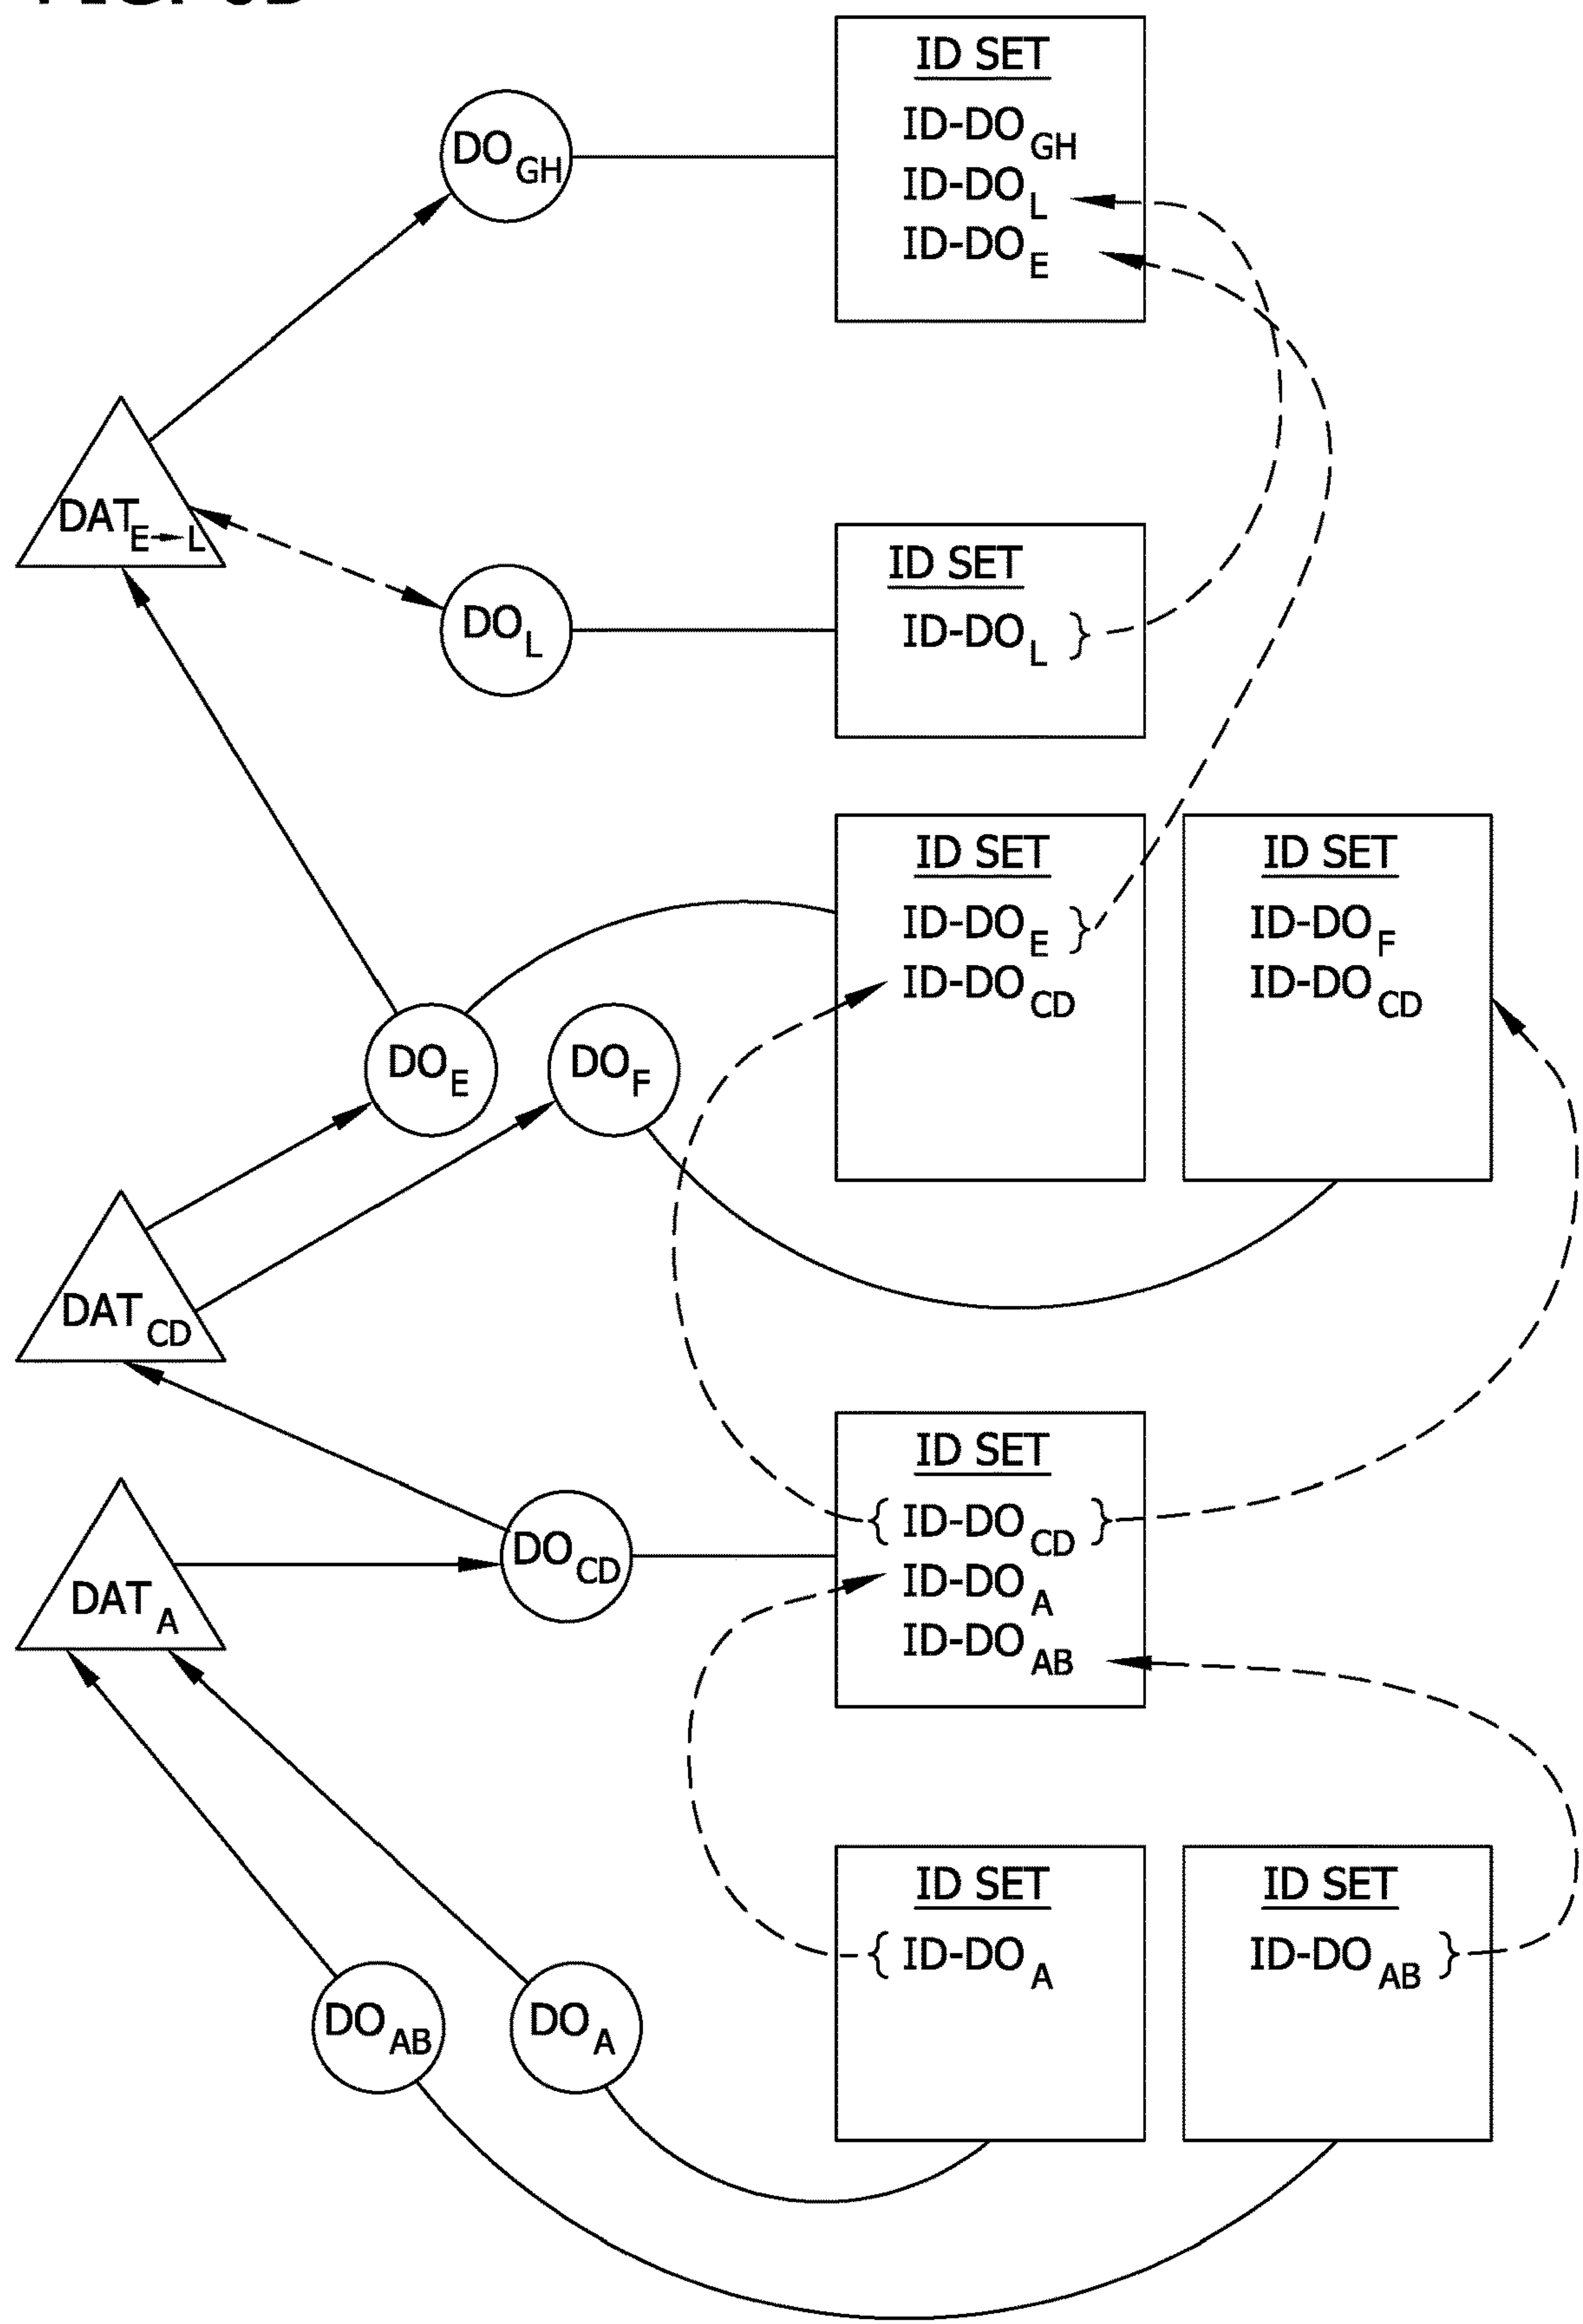 ID SET
DO GH
ID-DO GH
ID-DO L
ID-DO E
DAT E→L
ID SET
DO L
ID-DO L }
ID SET
ID-DO E }
ID-DO CD
ID SET
ID-DO F
ID-DO CD
DO E
DO F
DAT CD
ID SET
{ ID-DO CD }
ID-DO A
ID-DO AB
DO CD
DAT A
ID SET
{ ID-DO A
ID SET
ID-DO AB }
DO AB
DO A